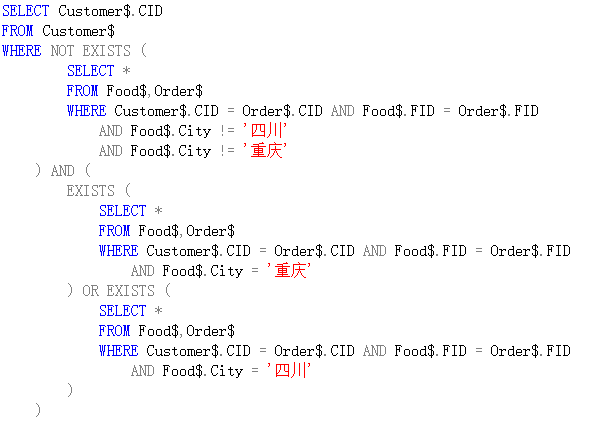 SELECT Customer$.CID
FROM Customer$
WHERE NOT EXISTS (
        SELECT *
        FROM Food$,Order$
        WHERE Customer$.CID = Order$.CID AND Food$.FID = Order$.FID
            AND Food$.City != '四川'
            AND Food$.City != '重庆'
    ) AND (
        EXISTS (
            SELECT *
            FROM Food$,Order$
            WHERE Customer$.CID = Order$.CID AND Food$.FID = Order$.FID
                AND Food$.City = '重庆'
        ) OR EXISTS (
            SELECT *
            FROM Food$,Order$
            WHERE Customer$.CID = Order$.CID AND Food$.FID = Order$.FID
                AND Food$.City = '四川'
        )
    )